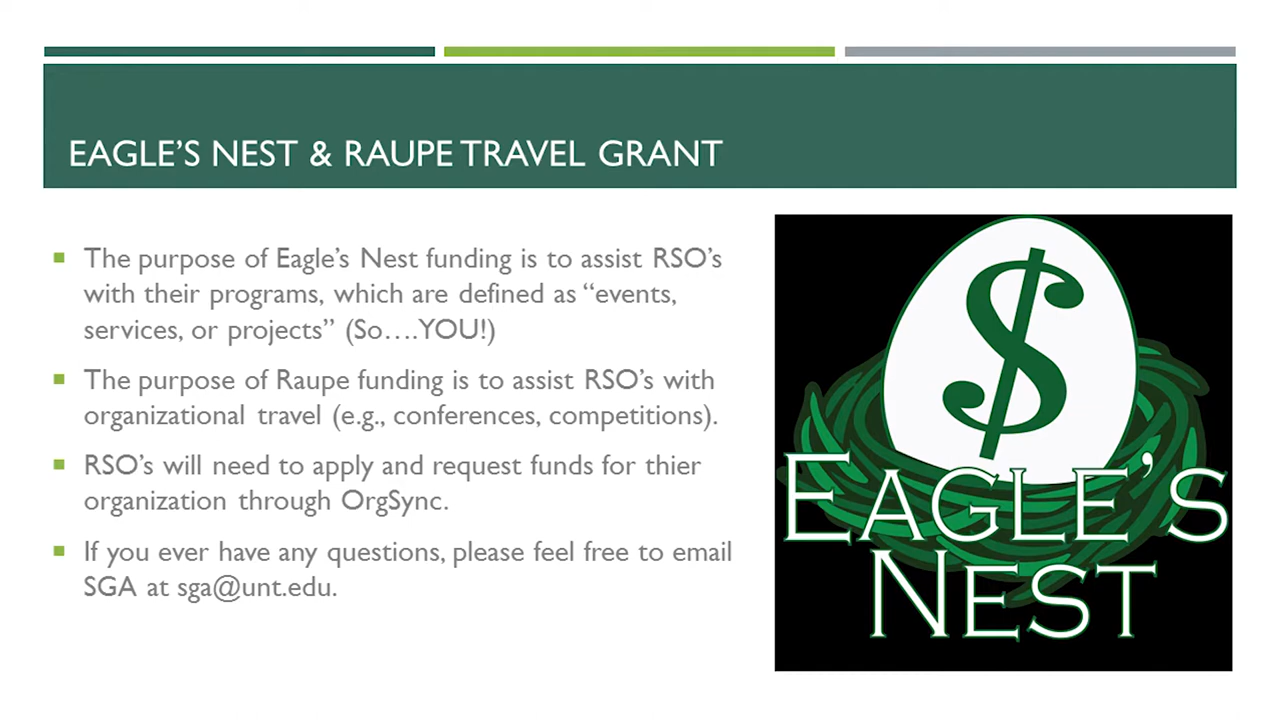 EAGLE'S NEST & RAUPE TRAVEL GRANT
The purpose of Eagle's Nest funding is to assist RSO's
with their programs, which are defined as “events,
services, or projects” (So….YOU!)
The purpose of Raupe funding is to assist RSO's with
organizational travel (e.g., conferences, competitions).
RSO's will need to apply and request funds for thier
organization through OrgSync.
If you ever have any questions, please feel free to email
SGA at sga@unt.edu.
$
EAGLE'S
NEST